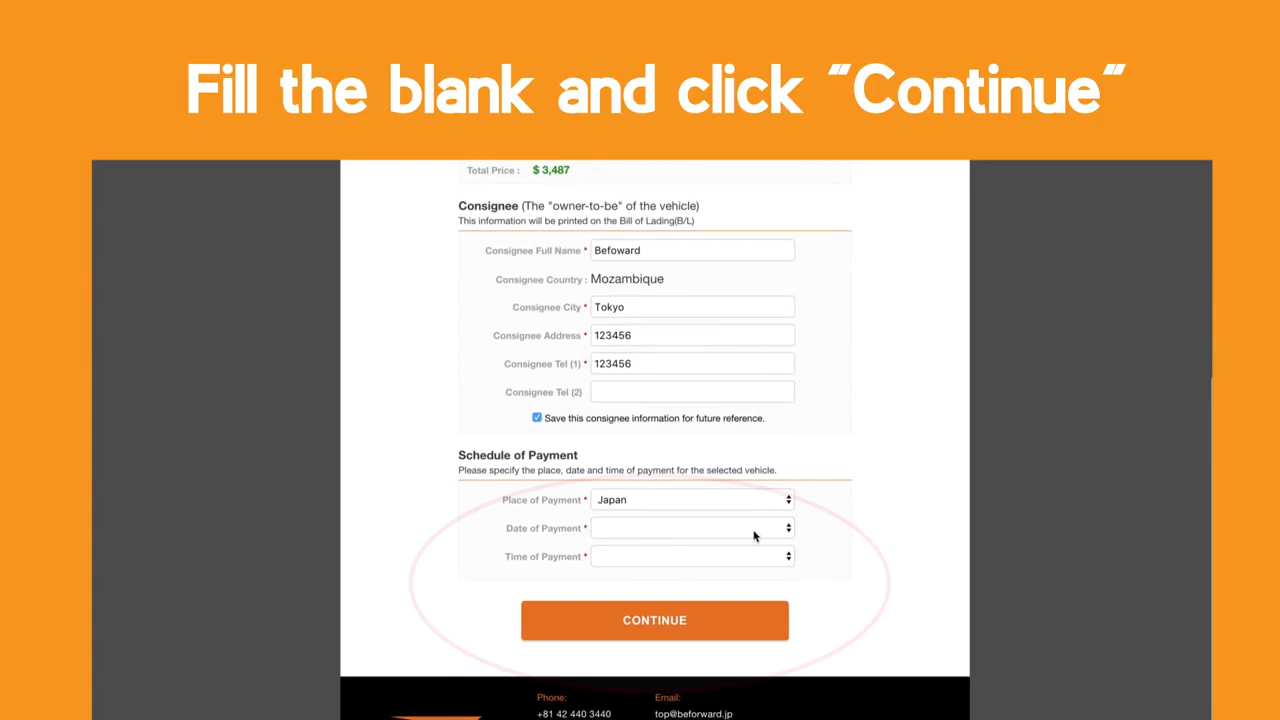 Fill the blank and click "Continue"
Total Price : $ 3,487
Consignee (The "owner-to-be" of the vehicle)
This information will be printed on the Bill of Lading(B/L)
Consignee Full Name * Befoward
Consignee Country : Mozambique
Consignee City * Tokyo
Consignee Address * 123456
Consignee Tel (1) * 123456
Consignee Tel (2)
Save this consignee information for future reference.
Schedule of Payment
Please specify the place, date and time of payment for the selected vehicle.
Place of Payment * Japan
Date of Payment *
Time of Payment *
CONTINUE
Phone: Email:
+81 42 440 3440 top@beforward.jp